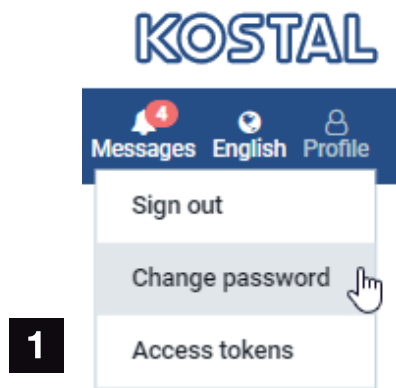 KOSTAL
4
Messages English Profile
Sign out
Change password
1
Access tokens